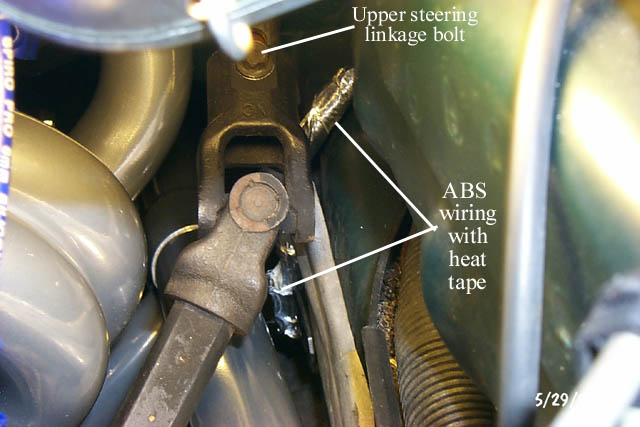 Upper steering
linkage bolt
ABS
wiring
with
heat
tape
5/29/